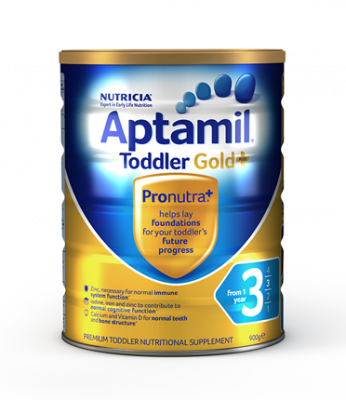 NUTRICIA
Expert in Early Life Nutrition
Aptamil®
Toddler Gold+
Pronutra+
helps lay
foundations
for your toddler's
future
progress
Zinc, necessary for normal immune
system function*
Iodine, iron and zinc to contribute to
normal cognitive function*
Calcium and Vitamin D for normal teeth
and bone structure*
from 1
year
3
PREMIUM TODDLER NUTRITIONAL SUPPLEMENT
900g℮